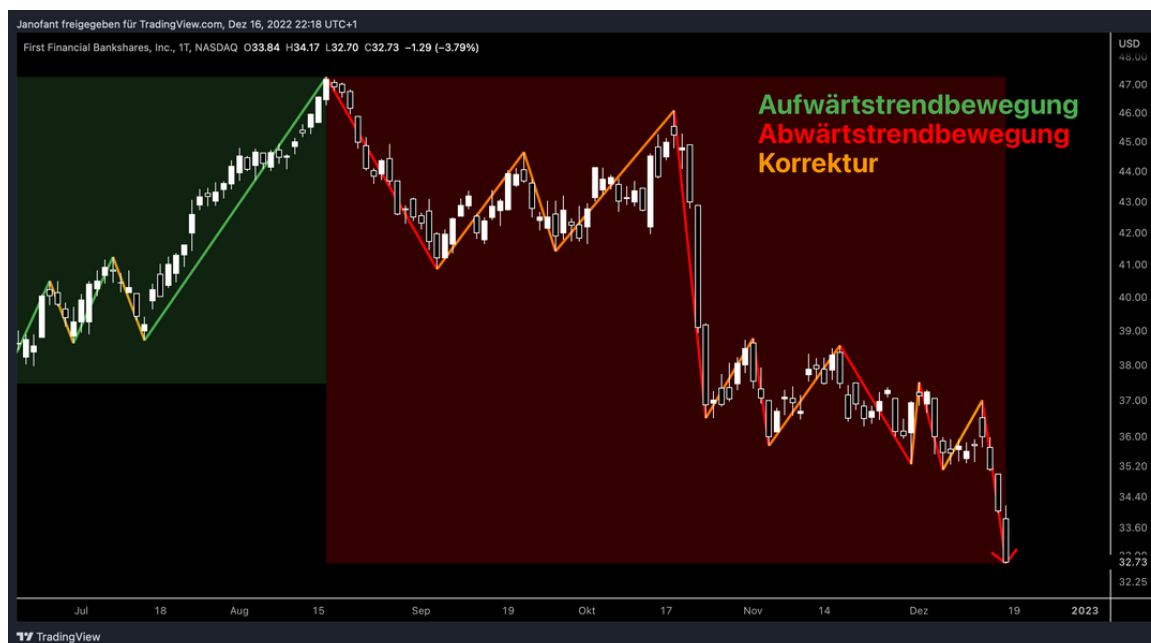 Janofant freigegeben für TradingView.com, Dez 16, 2022 22:18 UTC+1
First Financial Bankshares, Inc., 1T, NASDAQ O33.84 H34.17 L32.70 C32.73 −1.29 (−3.79%)
USD
48.00
47.00
Aufwärtstrendbewegung
46.00
Abwärtstrendbewegung
45.00
Korrektur
44.00
43.00
42.00
41.00
40.00
39.00
38.00
37.00
36.00
35.20
34.40
33.60
33.00
32.73
32.25
Jul 18 Aug 15 Sep 19 Okt 17 Nov 14 Dez 19 2023
TradingView